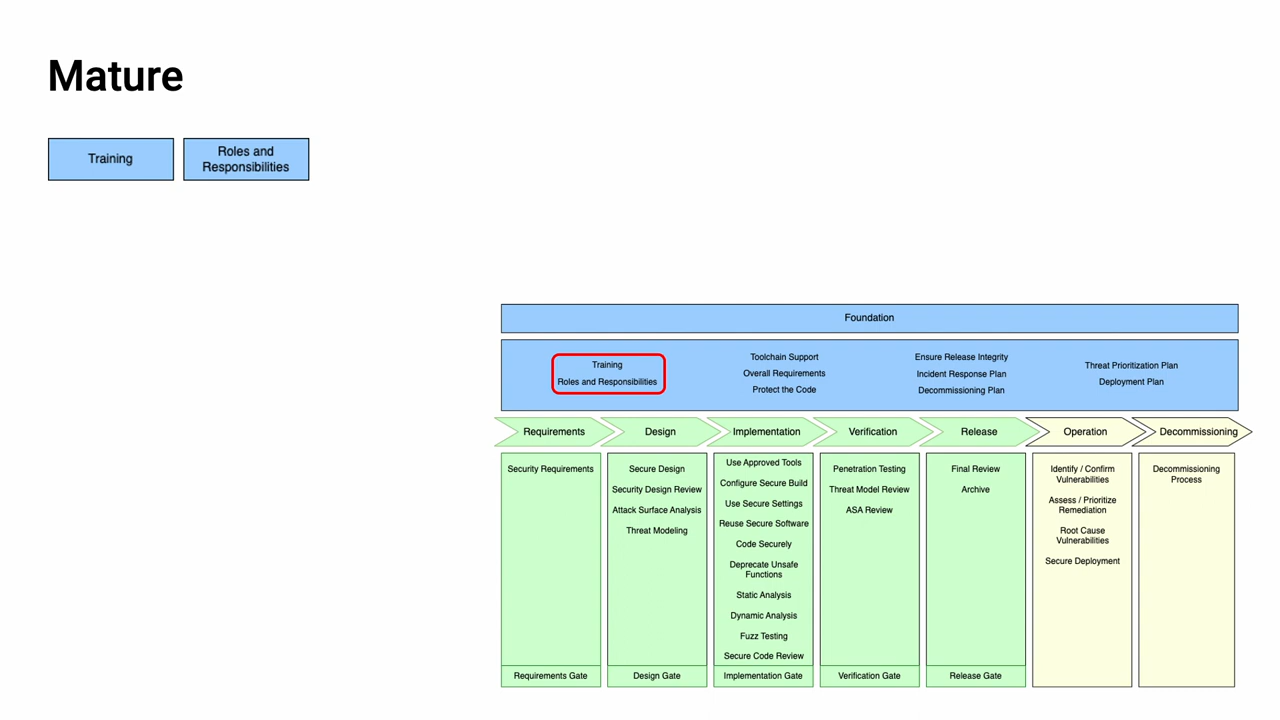 Mature
Training
Roles and
Responsibilities
Foundation
Training
Roles and Responsibilities
Toolchain Support
Overall Requirements
Protect the Code
Ensure Release Integrity
Incident Response Plan
Decommissioning Plan
Threat Prioritization Plan
Deployment Plan
Requirements
Design
Implementation
Verification
Release
Operation
Decommissioning
Security Requirements
Requirements Gate
Secure Design
Security Design Review
Attack Surface Analysis
Threat Modeling
Design Gate
Use Approved Tools
Configure Secure Build
Use Secure Settings
Reuse Secure Software
Code Securely
Deprecate Unsafe
Functions
Static Analysis
Dynamic Analysis
Fuzz Testing
Secure Code Review
Implementation Gate
Penetration Testing
Threat Model Review
ASA Review
Verification Gate
Final Review
Archive
Release Gate
Identify / Confirm
Vulnerabilities
Assess / Prioritize
Remediation
Root Cause
Vulnerabilities
Secure Deployment
Decommissioning
Process